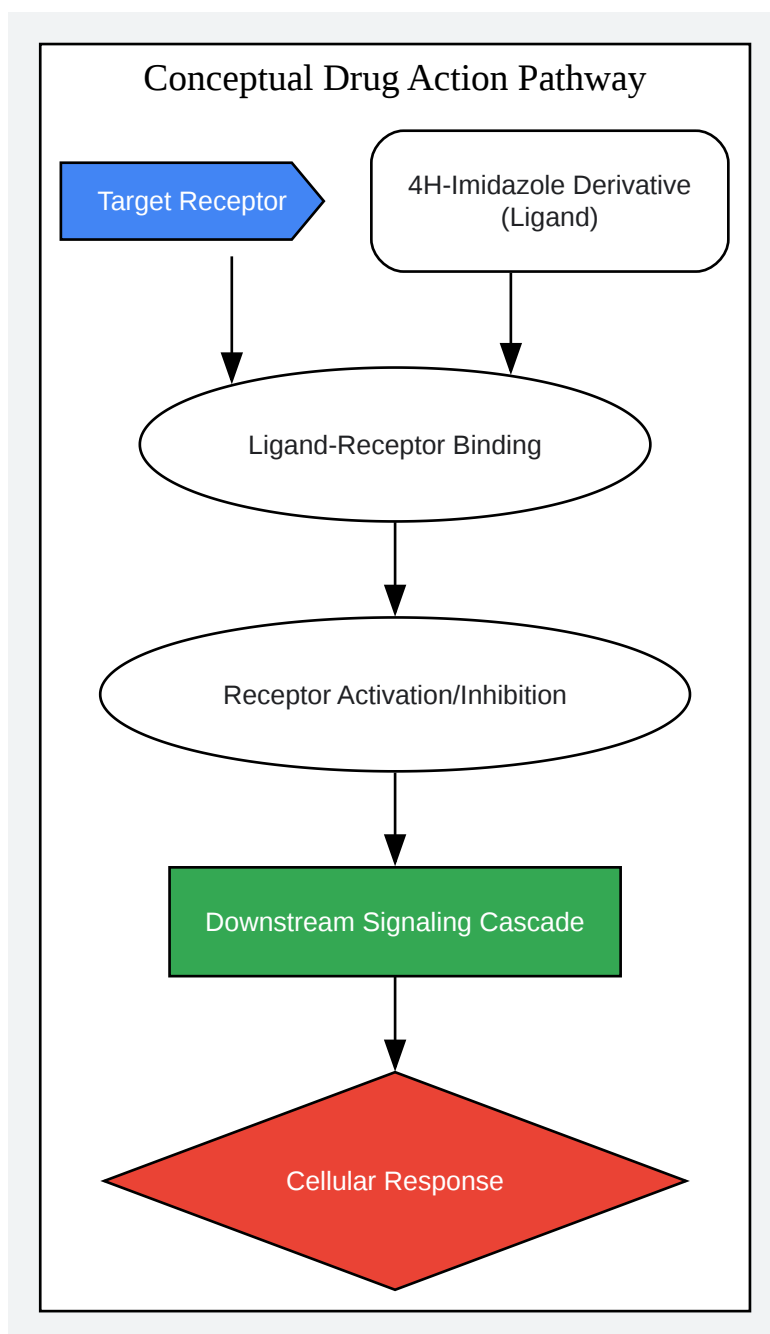 Conceptual Drug Action Pathway
Target Receptor
4H-Imidazole Derivative
(Ligand)
Ligand-Receptor Binding
Receptor Activation/Inhibition
Downstream Signaling Cascade
Cellular Response